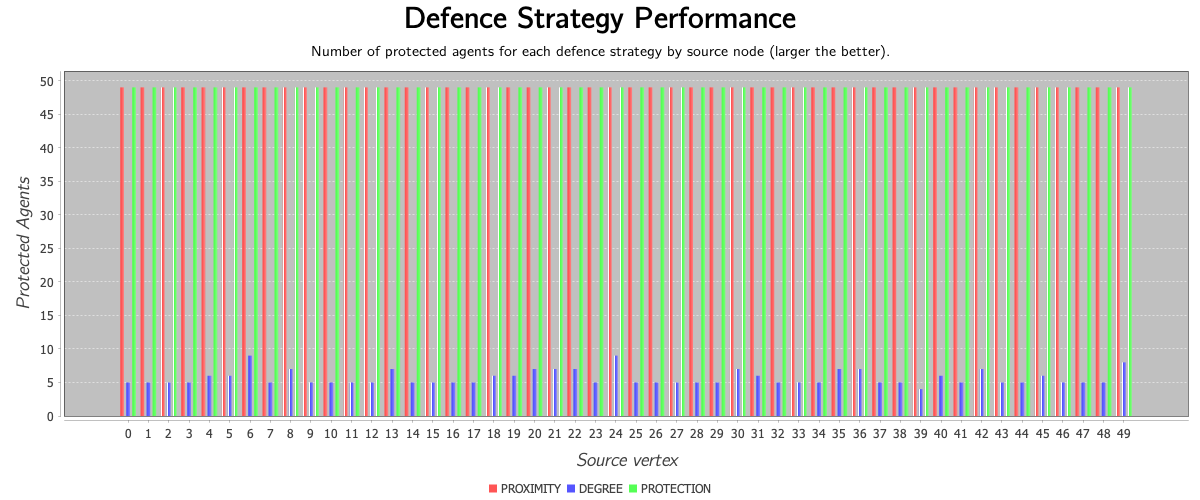 Defence Strategy Performance
Number of protected agents for each defence strategy by source node (larger the better).
50
45
40
35
30
25
20
15
10
5
0
Protected Agents
0 1 2 3 4 5 6 7 8 9 10 11 12 13 14 15 16 17 18 19 20 21 22 23 24 25 26 27 28 29 30 31 32 33 34 35 36 37 38 39 40 41 42 43 44 45 46 47 48 49
Source vertex
PROXIMITY DEGREE PROTECTION